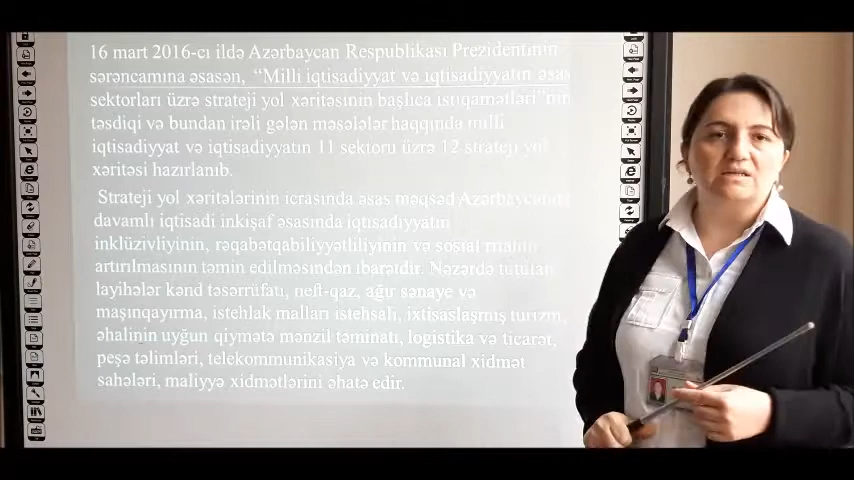 16 mart 2016-cı ildə Azərbaycan Respublikası Prezidentinin
sərəncamına əsasən, “Milli iqtisadiyyat və iqtisadiyyatın əsas
sektorları üzrə strateji yol xəritəsinin başlıca istiqamətləri”nin
təsdiqi və bundan irəli gələn məsələlər haqqında milli
iqtisadiyyat və iqtisadiyyatın 11 sektoru üzrə 12 strateji yol
xəritəsi hazırlanıb.
Strateji yol xəritələrinin icrasında əsas məqsəd Azərbaycanda
davamlı iqtisadi inkişaf əsasında iqtisadiyyatın
inklüzivliyinin, rəqabətqabiliyyətliliyinin və sosial rifahın
artırılmasının təmin edilməsindən ibarətdir. Nəzərdə tutulan
layihələr kənd təsərrüfatı, neft-qaz, ağır sənaye və
maşınqayırma, istehlak malları istehsalı, ixtisaslaşmış turizm,
əhalinin uyğun qiymətə mənzil təminatı, logistika və ticarət,
peşə təlimləri, telekommunikasiya və kommunal xidmət
sahələri, maliyyə xidmətlərini əhatə edir.